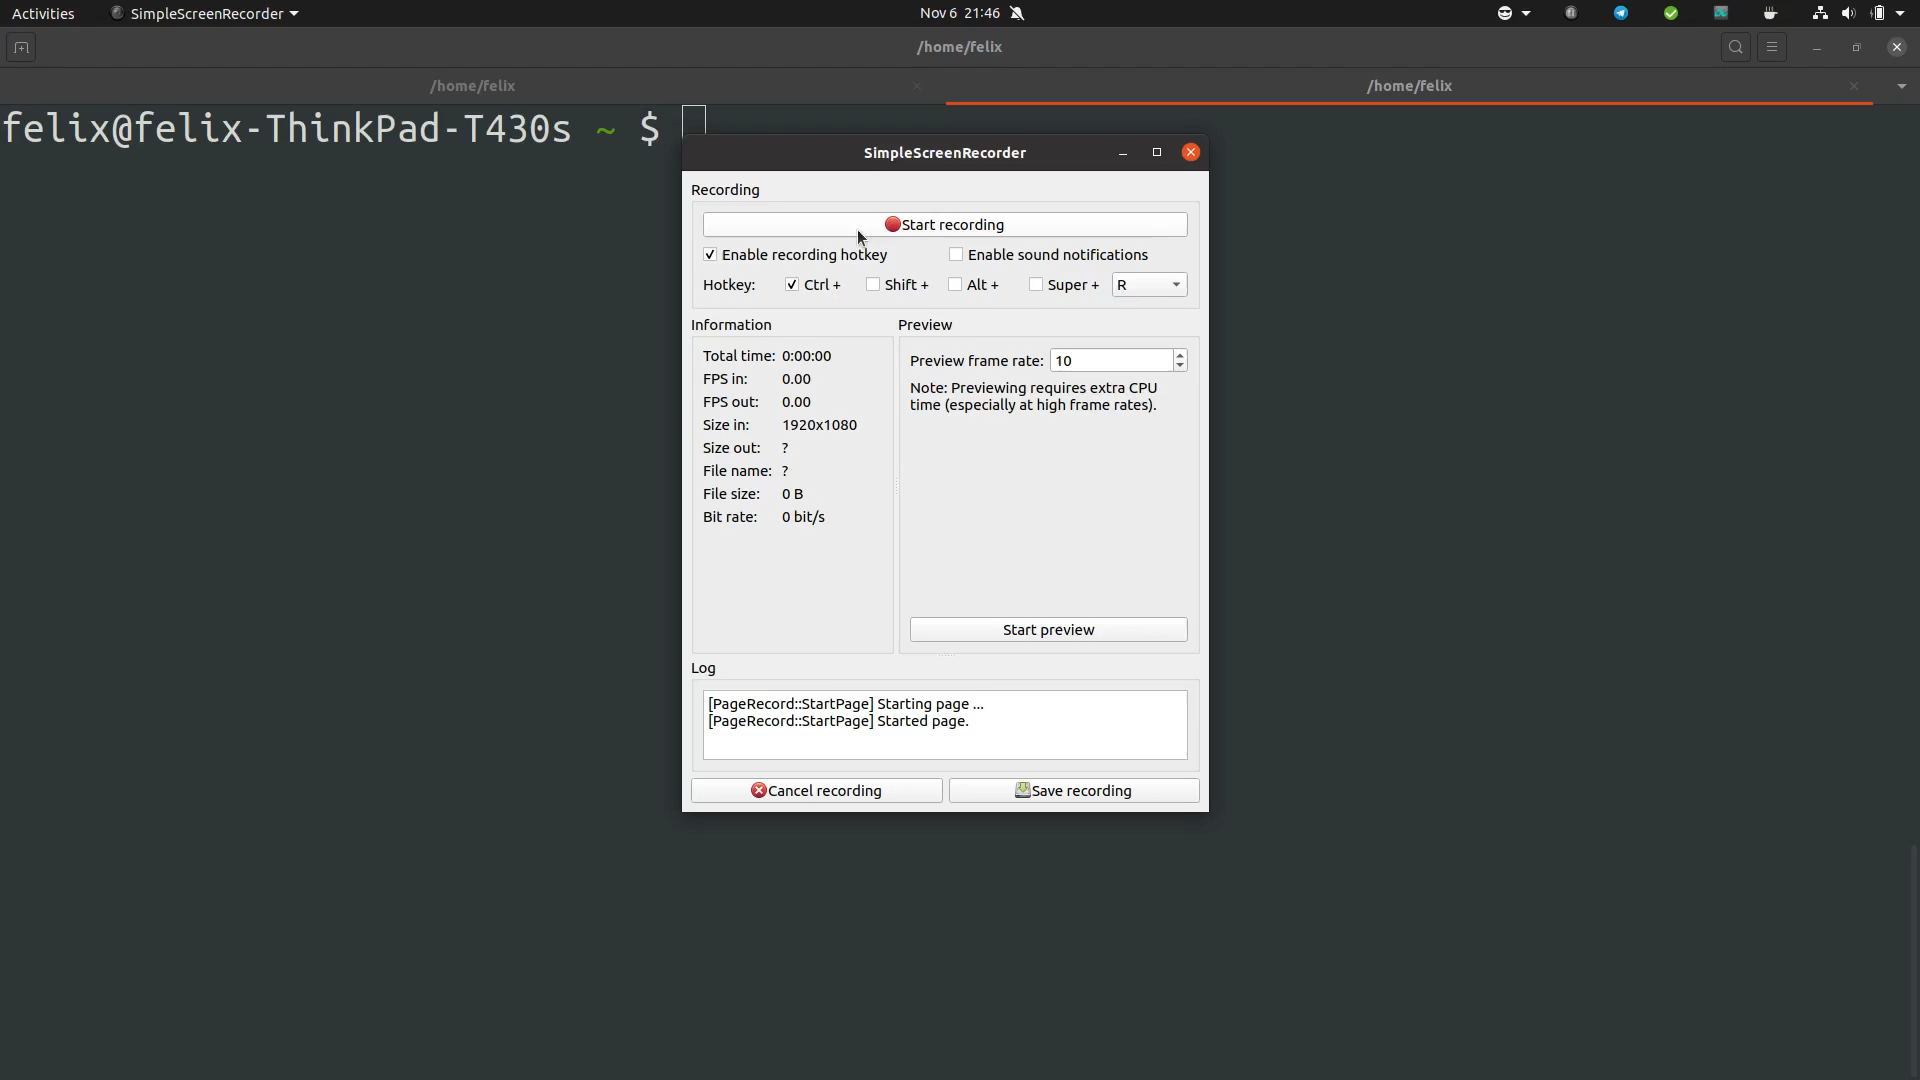 Activities SimpleScreenRecorder Nov 6 21:46
/home/felix
/home/felix /home/felix
felix@felix-ThinkPad-T430s ~ $
SimpleScreenRecorder
Recording
Start recording
Enable recording hotkey Enable sound notifications
Hotkey: Ctrl + Shift + Alt + Super + R
Information Preview
Total time: 0:00:00
FPS in: 0.00
FPS out: 0.00
Size in: 1920x1080
Size out: ?
File name: ?
File size: 0 B
Bit rate: 0 bit/s
Preview frame rate: 10
Note: Previewing requires extra CPU
time (especially at high frame rates).
Start preview
Log
[PageRecord::StartPage] Starting page ...
[PageRecord::StartPage] Started page.
Cancel recording Save recording